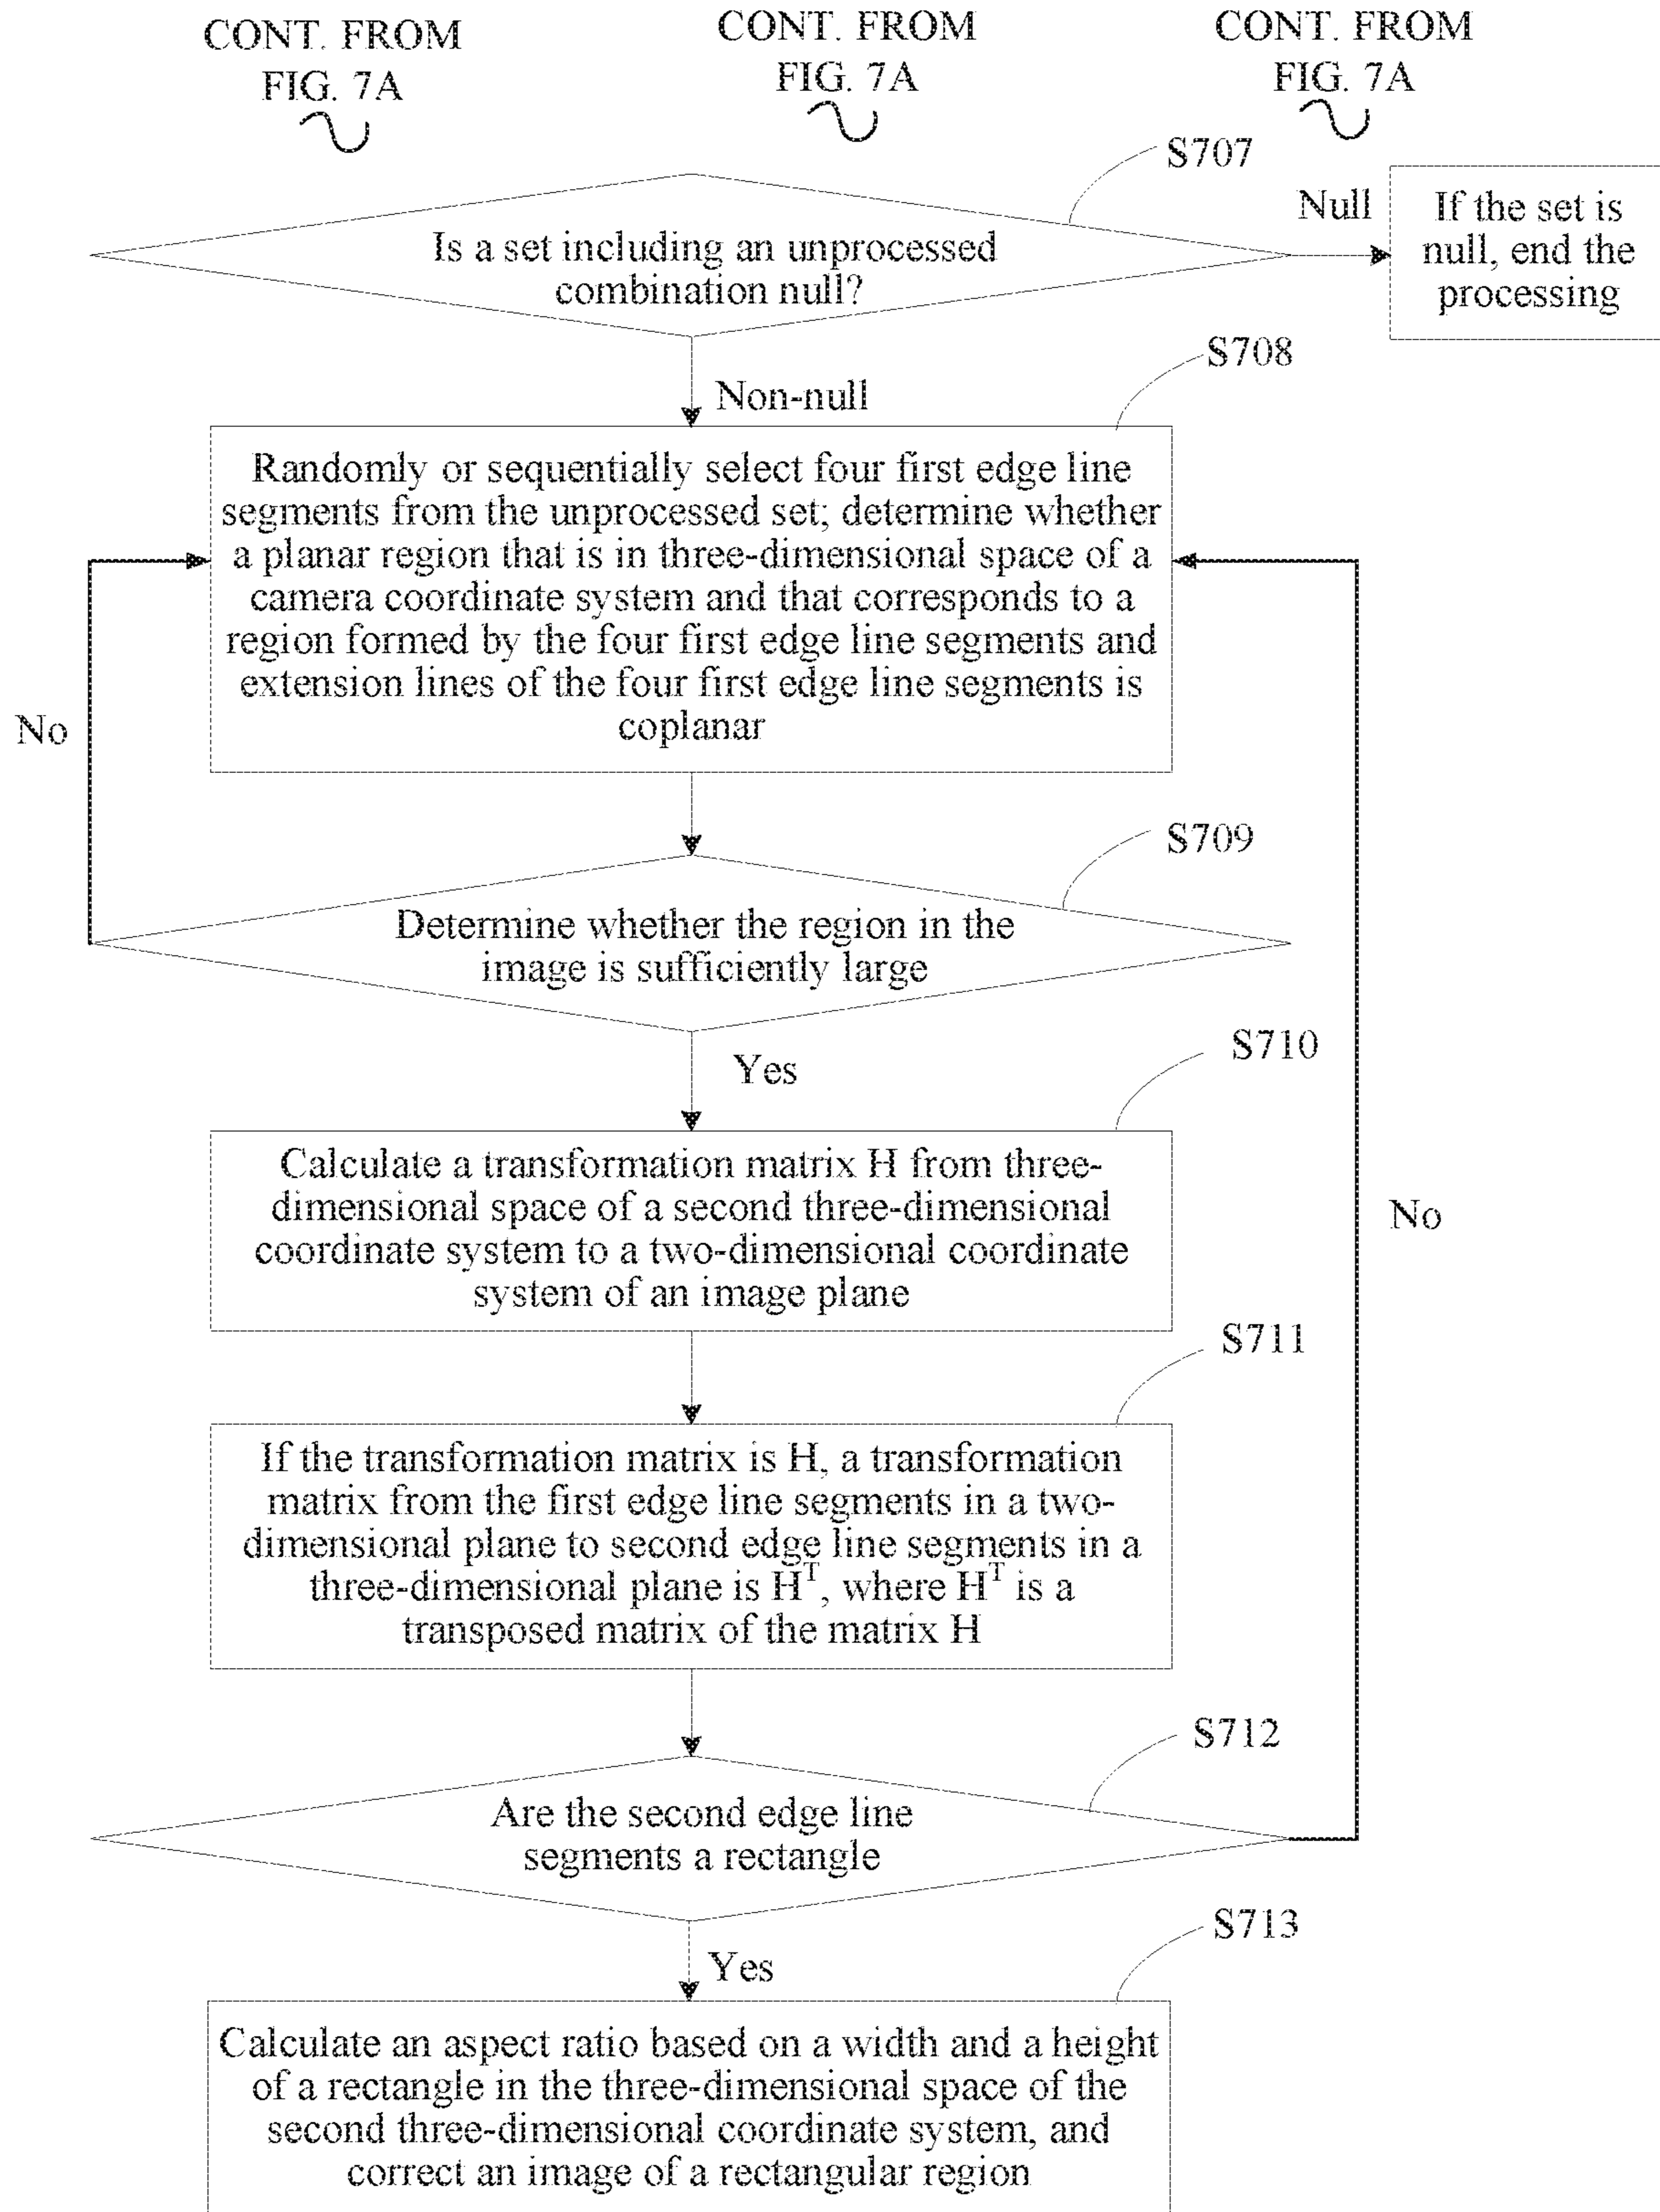 CONT. FROM
FIG. 7A
CONT. FROM
FIG. 7A
CONT. FROM
FIG. 7A
S707
Is a set including an unprocessed
combination null?
Null
If the set is
null, end the
processing
Non-null
S708
Randomly or sequentially select four first edge line
segments from the unprocessed set; determine whether
a planar region that is in three-dimensional space of a
camera coordinate system and that corresponds to a
region formed by the four first edge line segments and
extension lines of the four first edge line segments is
coplanar
No
S709
Determine whether the region in the
image is sufficiently large
Yes
S710
Calculate a transformation matrix H from three-
dimensional space of a second three-dimensional
coordinate system to a two-dimensional coordinate
system of an image plane
No
S711
If the transformation matrix is H, a transformation
matrix from the first edge line segments in a two-
dimensional plane to second edge line segments in a
three-dimensional plane is H^T, where H^T is a
transposed matrix of the matrix H
S712
Are the second edge line
segments a rectangle
Yes
S713
Calculate an aspect ratio based on a width and a height
of a rectangle in the three-dimensional space of the
second three-dimensional coordinate system, and
correct an image of a rectangular region